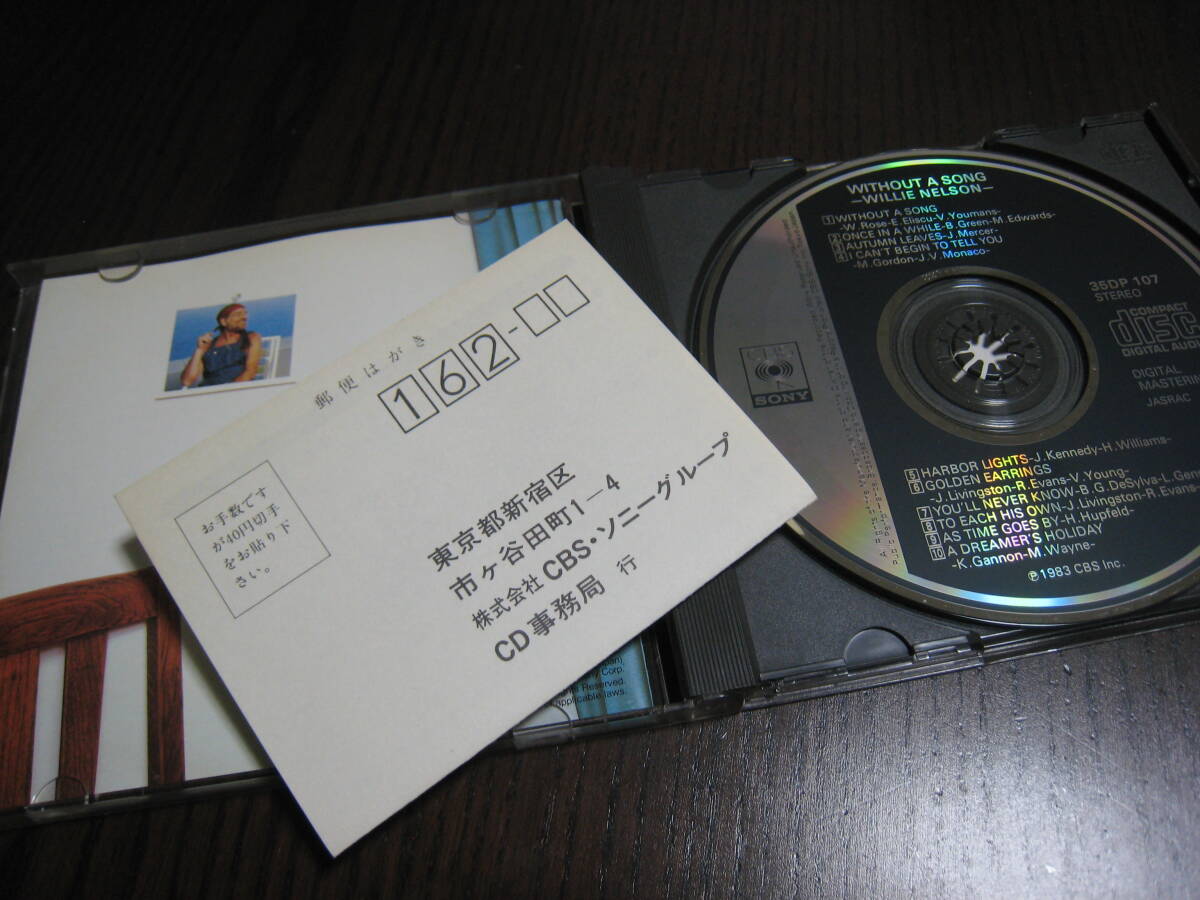 郵便はがき
162-
お手数です
が40円切手
をお貼り下
さい。
東京都新宿区
市ヶ谷田町1-4
株式会社 CBS・ソニーグループ
CD 事務局 行
Reserved.
applicable laws.
WITHOUT A SONG
-WILLIE NELSON-
1 WITHOUT A SONG
-W. Rose-E. Eliscu-V. Youmans-
2 ONCE IN A WHILE-B. Green-M. Edwards-
3 AUTUMN LEAVES-J. Mercer-
4 I CAN'T BEGIN TO TELL YOU
-M. Gordon-J. V. Monaco-
35DP 107
STEREO
COMPACT
disc
DIGITAL AUDIO
DIGITAL
MASTERING
JASRAC
SONY
5 HARBOR LIGHTS-J. Kennedy-H. Williams-
6 GOLDEN EARRINGS
-J. Livingston-R. Evans-V. Young-
7 YOU'LL NEVER KNOW-B. G. DeSylva-L. Gen
8 TO EACH HIS OWN-J. Livingston-R. Evans-
9 AS TIME GOES BY-H. Hupfeld-
10 A DREAMER'S HOLIDAY
-K. Gannon-M. Wayne-
℗1983 CBS Inc.